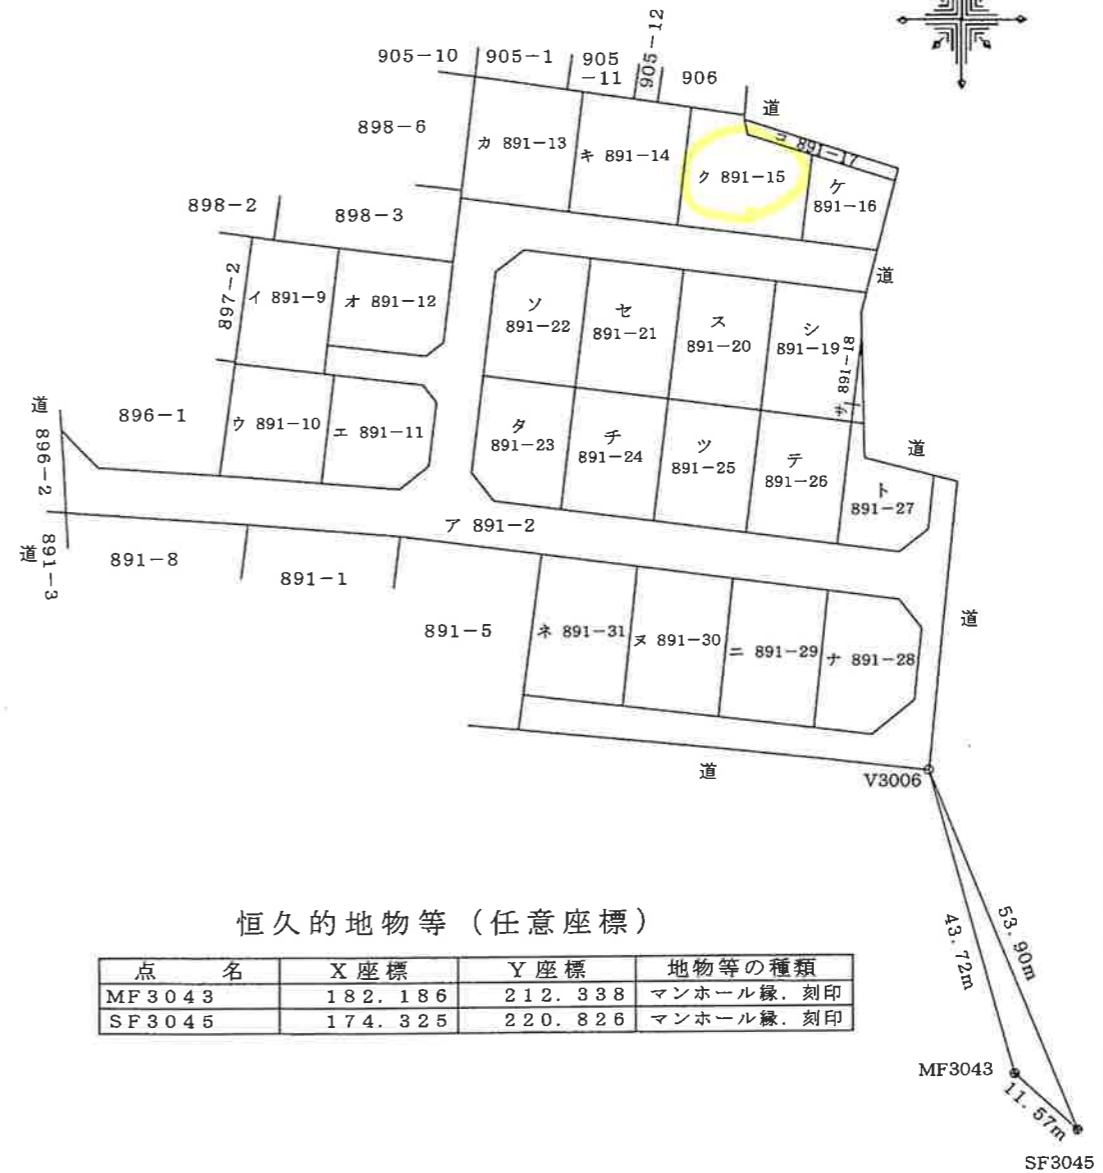 905-10
905-1
905
-11
905-12
906
道
898-6
カ 891-13
キ 891-14
ク 891-15
コ 891-17
ケ
891-16
898-2
898-3
897-2
イ 891-9
オ 891-12
道
ソ
891-22
セ
891-21
ス
891-20
シ
891-19
サ 891-18
道
896-2
896-1
ウ 891-10
エ 891-11
タ
891-23
チ
891-24
ツ
891-25
テ
891-26
道
ト
891-27
ア 891-2
道
891-3
891-8
891-1
891-5
ネ 891-31
ヌ 891-30
ニ 891-29
ナ 891-28
道
道
V3006
43.72m
53.90m
恒久的地物等（任意座標）
点 名 X座標 Y座標 地物等の種類
MF3043 182.186 212.338 マンホール縁．刻印
SF3045 174.325 220.826 マンホール縁．刻印
MF3043
11.57m
SF3045